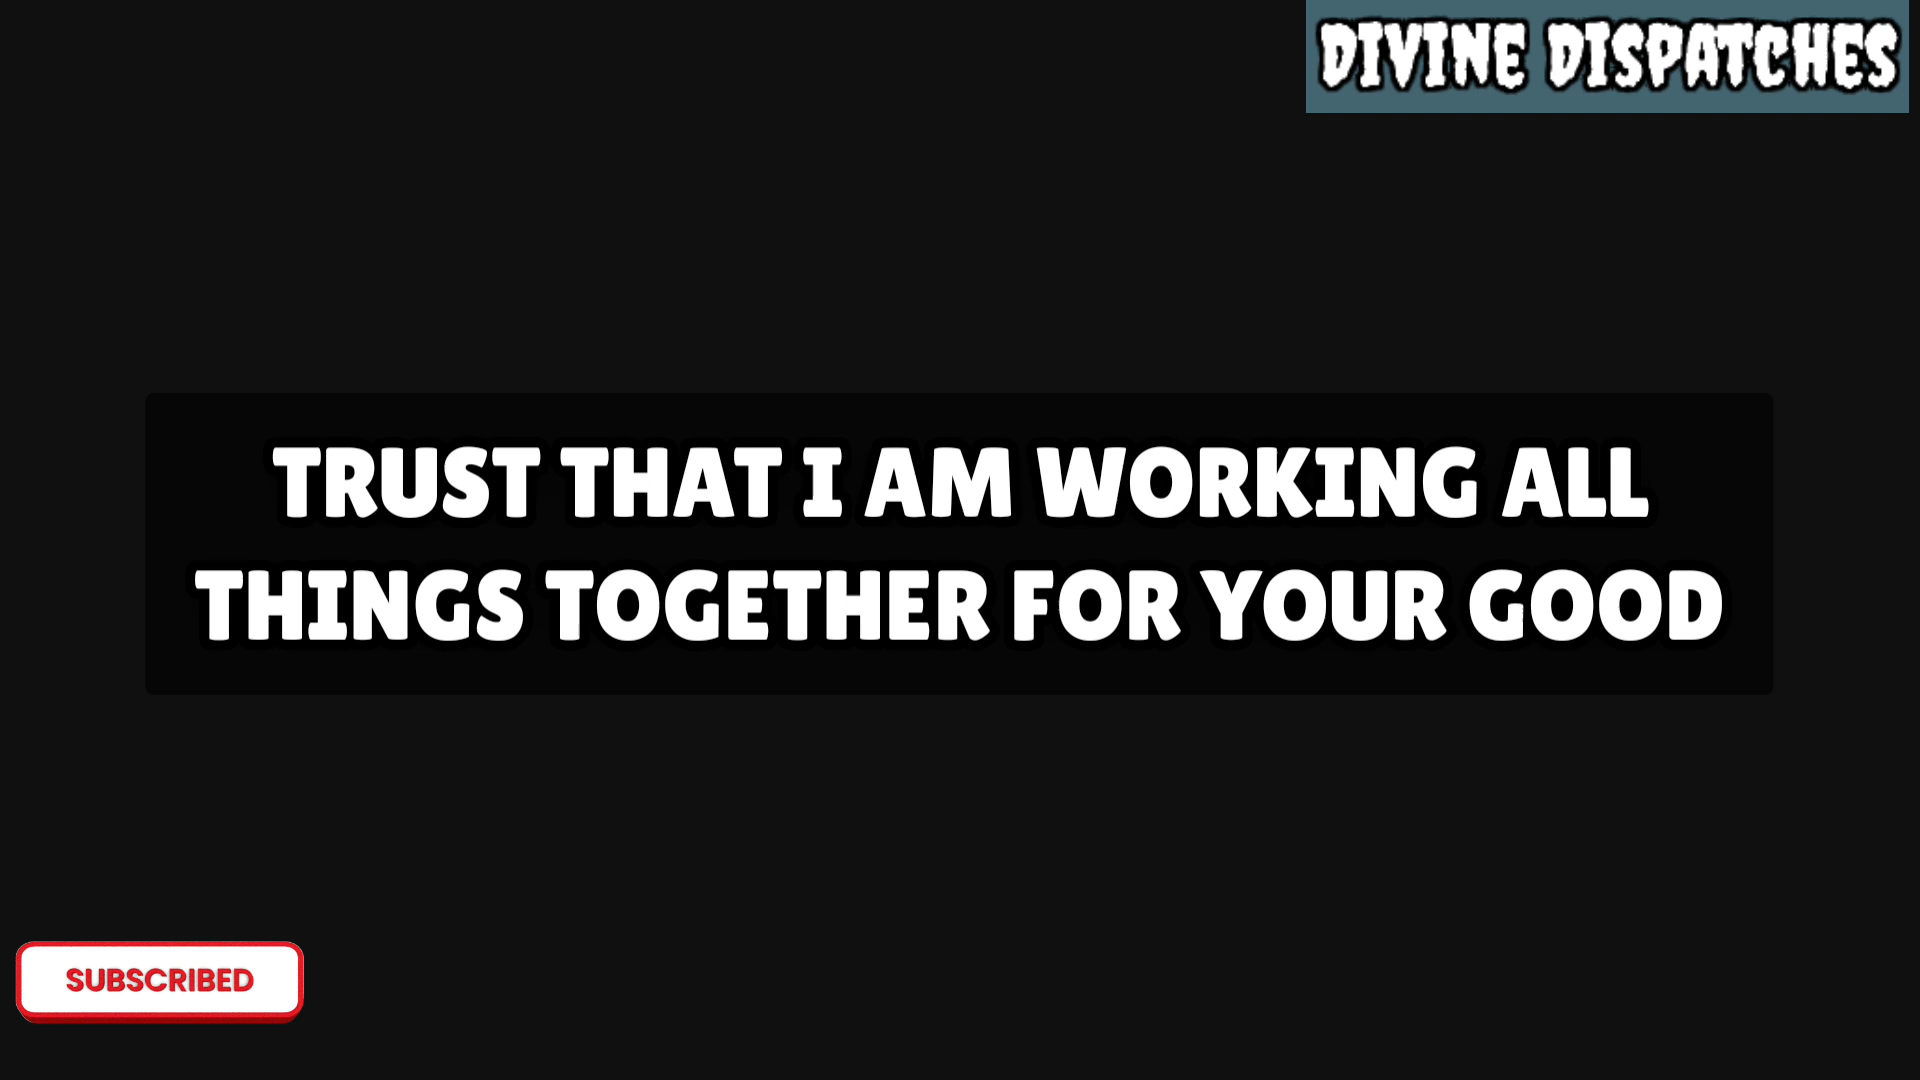 DIVINE DISPATCHES
TRUST THAT I AM WORKING ALL
THINGS TOGETHER FOR YOUR GOOD
SUBSCRIBED